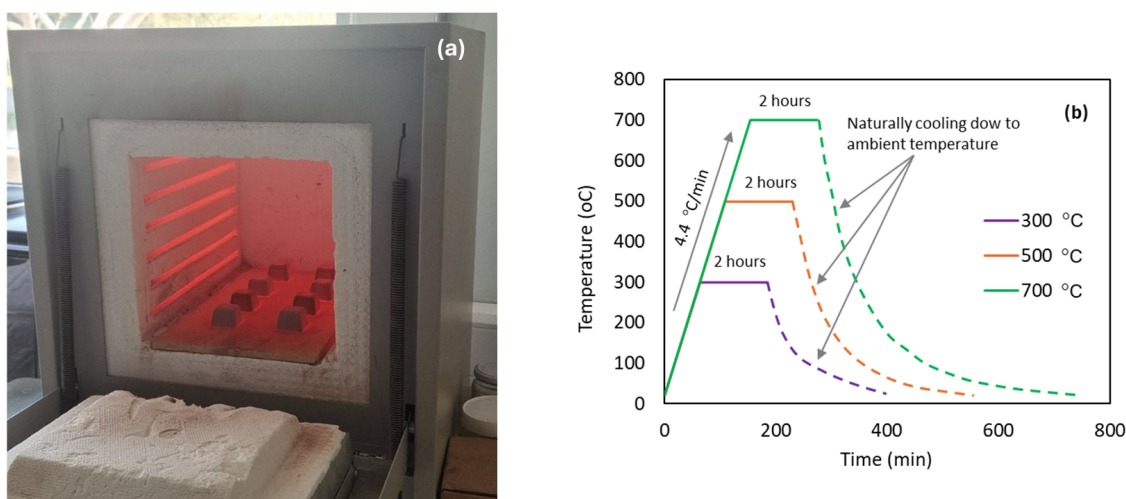 (a)
(b)
800
700
600
500
400
300
200
100
0
Temperature (oC)
0
200
400
600
800
Time (min)
4.4 °C/min
2 hours
2 hours
2 hours
Naturally cooling dow to
ambient temperature
300 °C
500 °C
700 °C